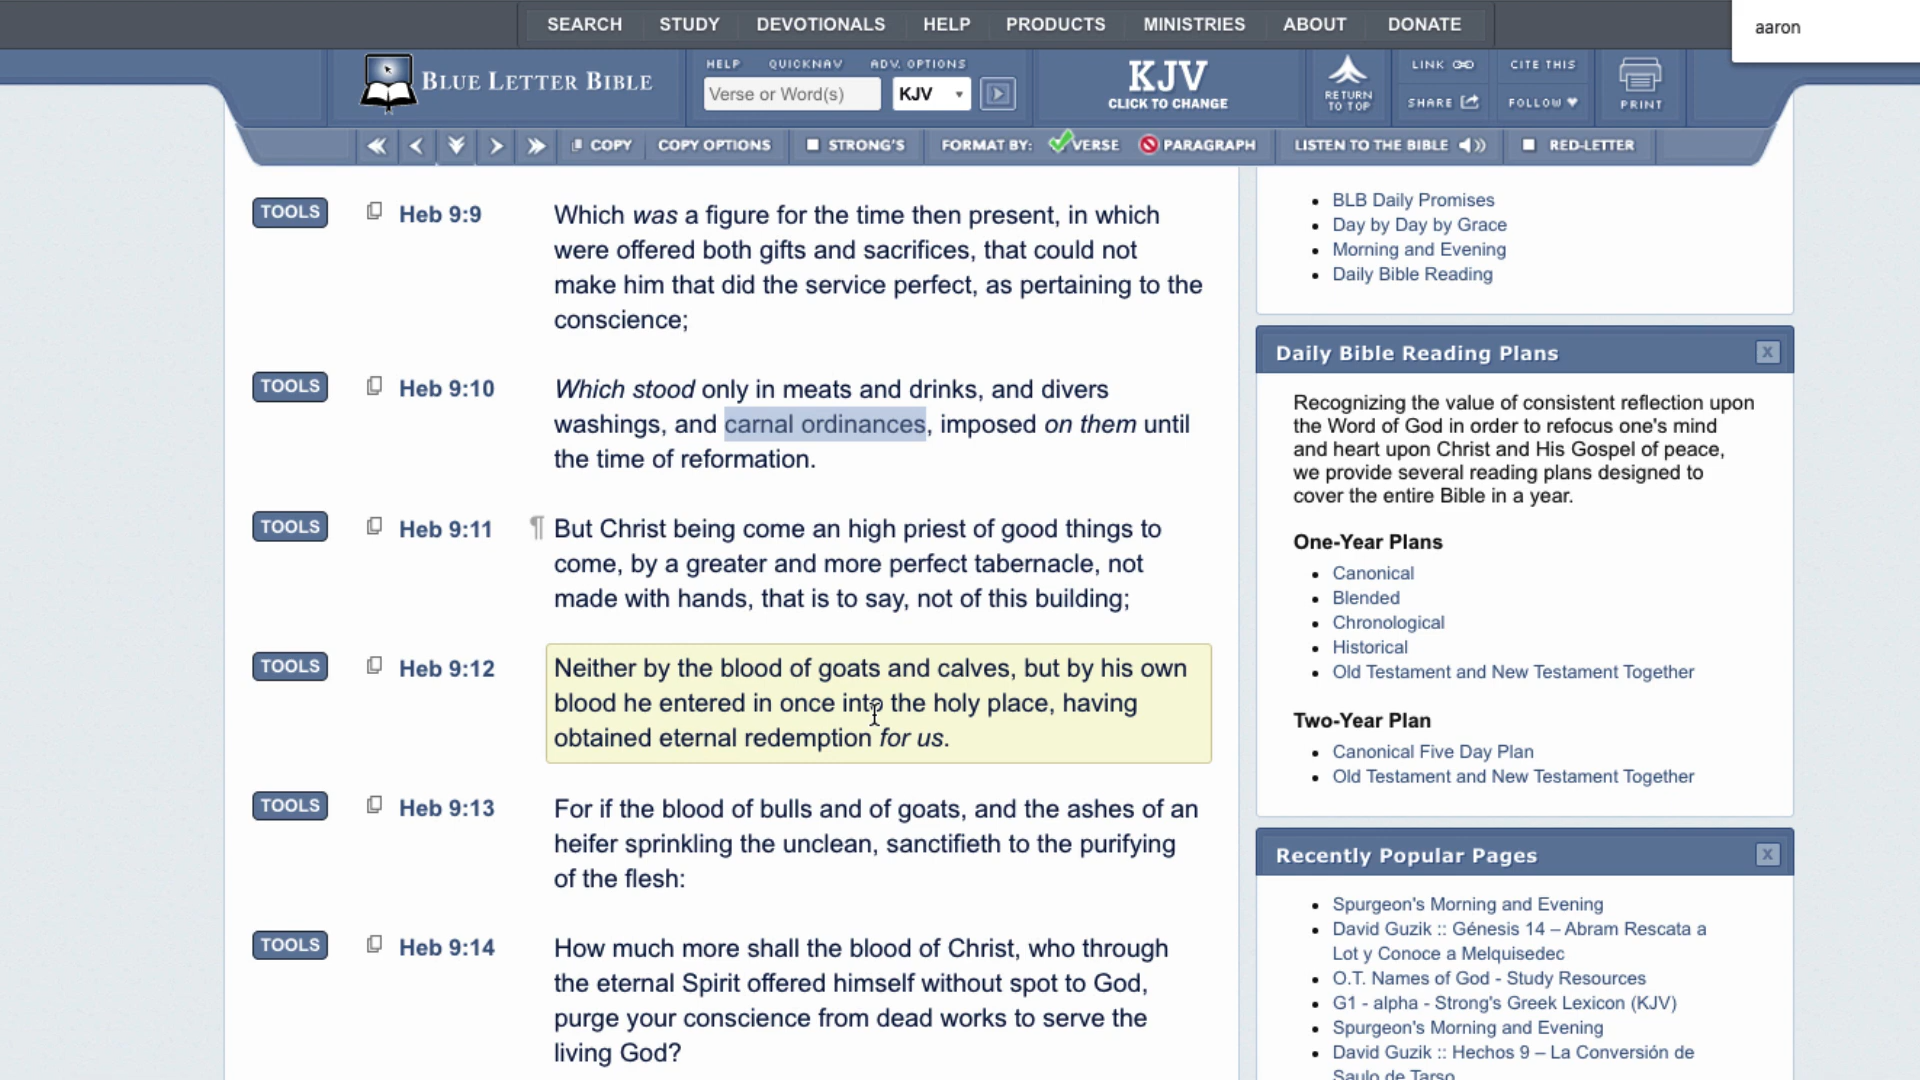 SEARCH STUDY DEVOTIONALS HELP PRODUCTS MINISTRIES ABOUT DONATE
aaron
BLUE LETTER BIBLE
HELP QUICKNAV ADV. OPTIONS
Verse or Word(s) KJV
KJV
CLICK TO CHANGE
RETURN
TO TOP
LINK CITE THIS
SHARE FOLLOW
PRINT
COPY COPY OPTIONS STRONG'S FORMAT BY: VERSE PARAGRAPH LISTEN TO THE BIBLE RED-LETTER
TOOLS Heb 9:9 Which was a figure for the time then present, in which
were offered both gifts and sacrifices, that could not
make him that did the service perfect, as pertaining to the
conscience;
TOOLS Heb 9:10 Which stood only in meats and drinks, and divers
washings, and carnal ordinances, imposed on them until
the time of reformation.
TOOLS Heb 9:11 ¶ But Christ being come an high priest of good things to
come, by a greater and more perfect tabernacle, not
made with hands, that is to say, not of this building;
TOOLS Heb 9:12 Neither by the blood of goats and calves, but by his own
blood he entered in once into the holy place, having
obtained eternal redemption for us.
TOOLS Heb 9:13 For if the blood of bulls and of goats, and the ashes of an
heifer sprinkling the unclean, sanctifieth to the purifying
of the flesh:
TOOLS Heb 9:14 How much more shall the blood of Christ, who through
the eternal Spirit offered himself without spot to God,
purge your conscience from dead works to serve the
living God?
BLB Daily Promises
Day by Day by Grace
Morning and Evening
Daily Bible Reading
Daily Bible Reading Plans X
Recognizing the value of consistent reflection upon
the Word of God in order to refocus one's mind
and heart upon Christ and His Gospel of peace,
we provide several reading plans designed to
cover the entire Bible in a year.
One-Year Plans
Canonical
Blended
Chronological
Historical
Old Testament and New Testament Together
Two-Year Plan
Canonical Five Day Plan
Old Testament and New Testament Together
Recently Popular Pages X
Spurgeon's Morning and Evening
David Guzik :: Génesis 14 – Abram Rescata a
Lot y Conoce a Melquisedec
O.T. Names of God - Study Resources
G1 - alpha - Strong's Greek Lexicon (KJV)
Spurgeon's Morning and Evening
David Guzik :: Hechos 9 – La Conversión de
Saulo de Tarso